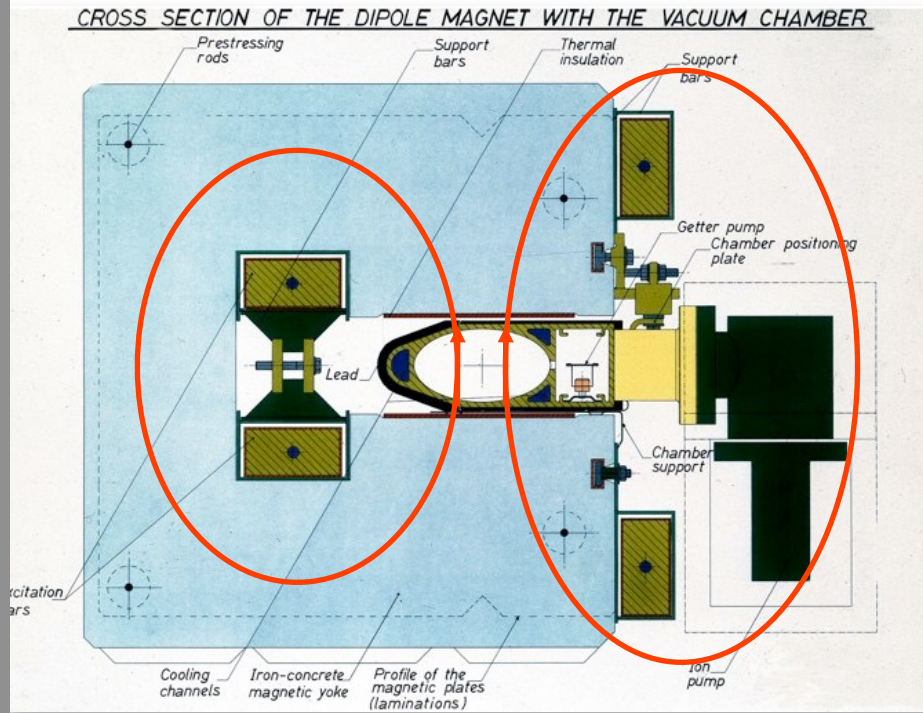 CROSS SECTION OF THE DIPOLE MAGNET WITH THE VACUUM CHAMBER
Prestressing
rods
Support
bars
Thermal
insulation
Support
bars
Getter pump
Chamber positioning
plate
Lead
Chamber
support
xcitation
ars
Cooling
channels
Iron-concrete
magnetic yoke
Profile of the
magnetic plates
(laminations)
Ion
pump